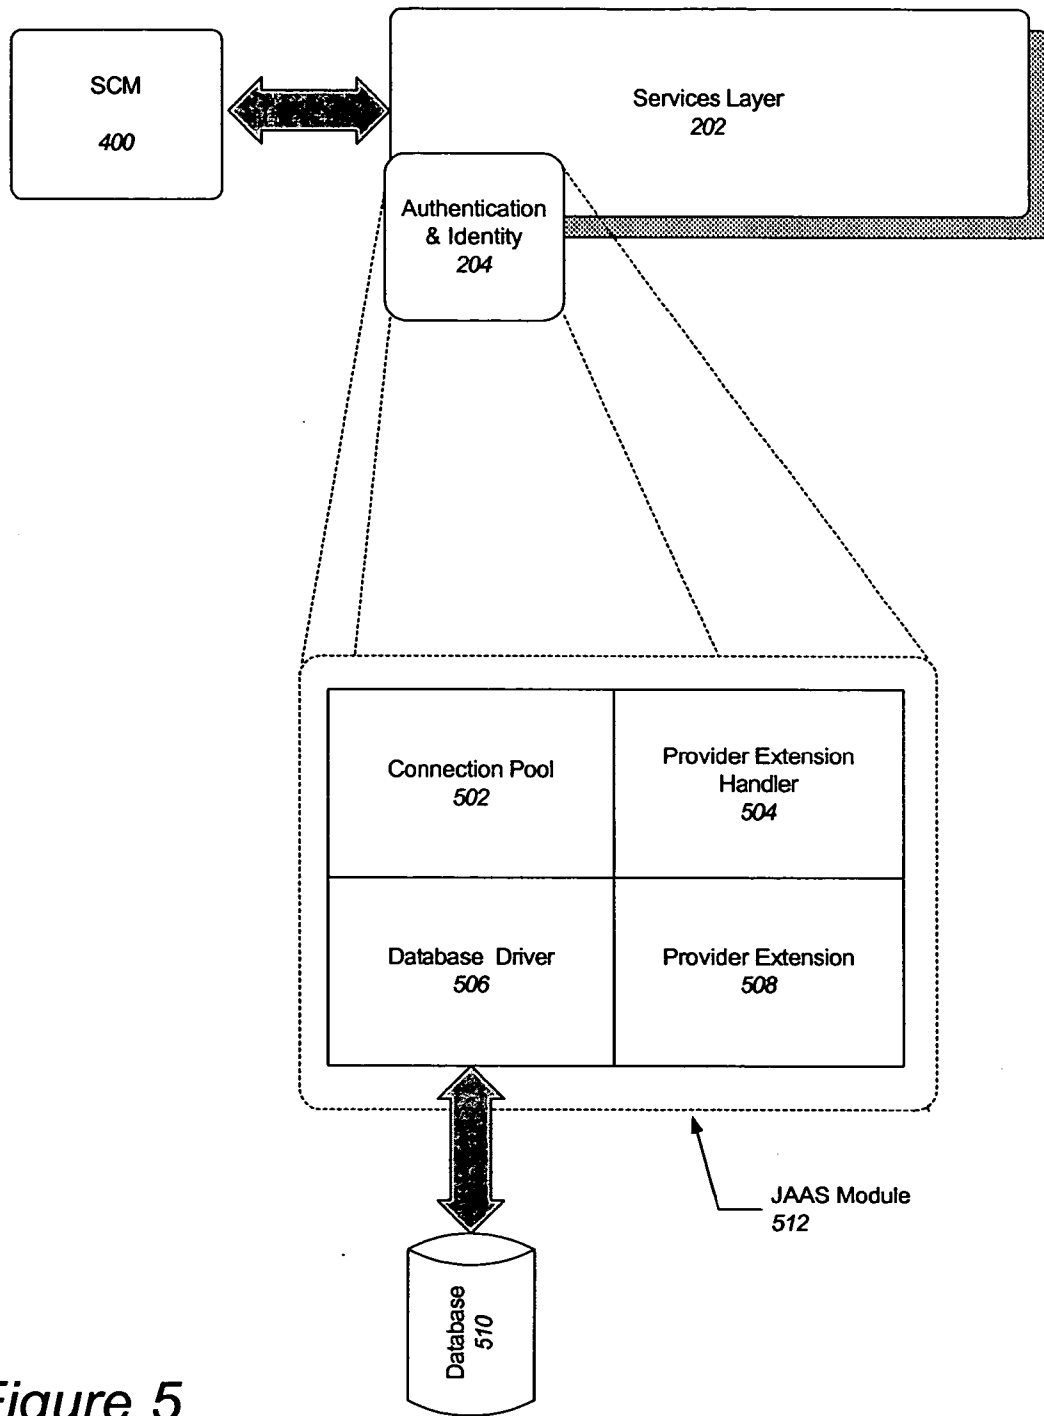 SCM
400
Services Layer
202
Authentication
& Identity
204
Connection Pool
502
Provider Extension
Handler
504
Database Driver
506
Provider Extension
508
JAAS Module
512
Database
510
Figure 5